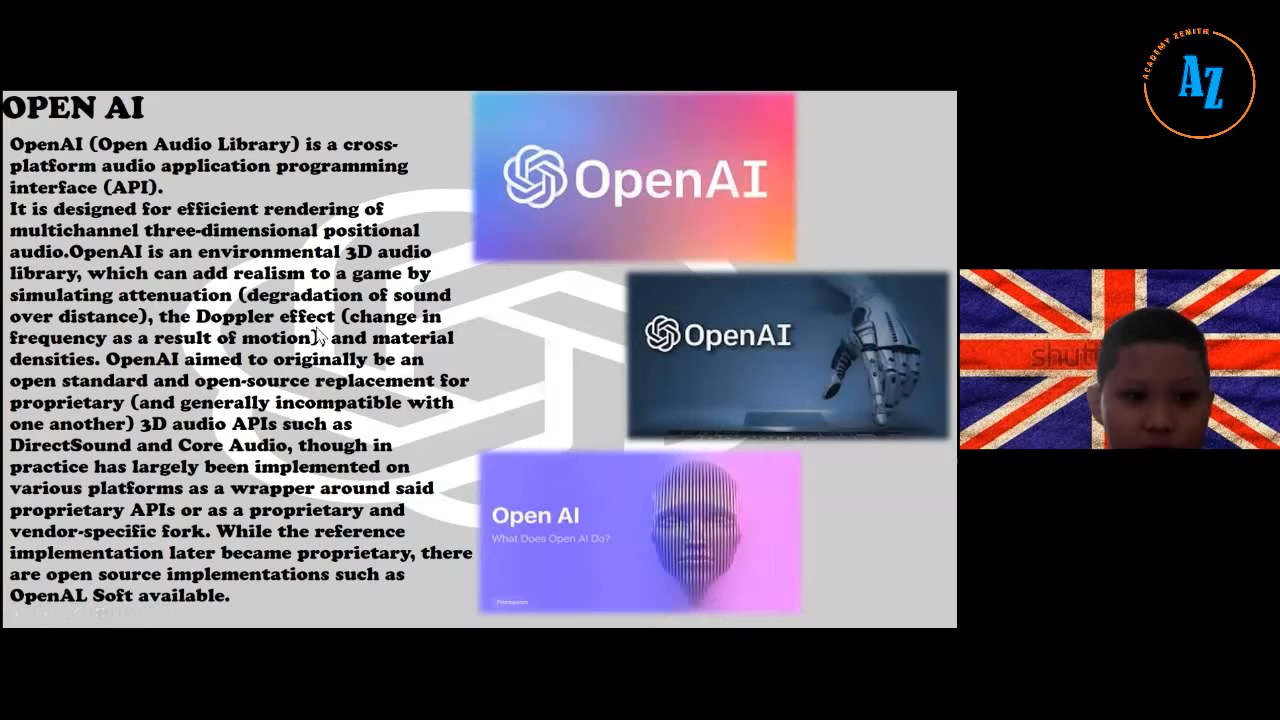 ACADEMY ZENITH
AZ
OPEN AI
OpenAI (Open Audio Library) is a cross-
platform audio application programming
interface (API).
It is designed for efficient rendering of
multichannel three-dimensional positional
audio.OpenAI is an environmental 3D audio
library, which can add realism to a game by
simulating attenuation (degradation of sound
over distance), the Doppler effect (change in
frequency as a result of motion), and material
densities. OpenAI aimed to originally be an
open standard and open-source replacement for
proprietary (and generally incompatible with
one another) 3D audio APIs such as
DirectSound and Core Audio, though in
practice has largely been implemented on
various platforms as a wrapper around said
proprietary APIs or as a proprietary and
vendor-specific fork. While the reference
implementation later became proprietary, there
are open source implementations such as
OpenAL Soft available.
OpenAI
OpenAI
Open AI
What Does Open AI Do?
shut